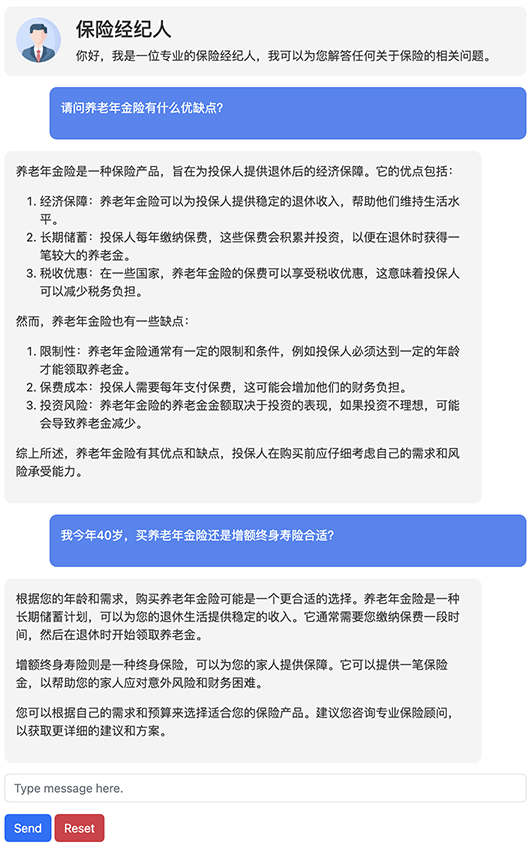 保险经纪人
你好，我是一位专业的保险经纪人，我可以为您解答任何关于保险的相关问题。
请问养老年金险有什么优缺点？
养老年金险是一种保险产品，旨在为投保人提供退休后的经济保障。它的优点包括：
1. 经济保障：养老年金险可以为投保人提供稳定的退休收入，帮助他们维持生活水
平。
2. 长期储蓄：投保人每年缴纳保费，这些保费会积累并投资，以便在退休时获得一
笔较大的养老金。
3. 税收优惠：在一些国家，养老年金险的保费可以享受税收优惠，这意味着投保人
可以减少税务负担。
然而，养老年金险也有一些缺点：
1. 限制性：养老年金险通常有一定的限制和条件，例如投保人必须达到一定的年龄
才能领取养老金。
2. 保费成本：投保人需要每年支付保费，这可能会增加他们的财务负担。
3. 投资风险：养老年金险的养老金金额取决于投资的表现，如果投资不理想，可能
会导致养老金减少。
综上所述，养老年金险有其优点和缺点，投保人在购买前应仔细考虑自己的需求和风
险承受能力。
我今年40岁，买养老年金险还是增额终身寿险合适？
根据您的年龄和需求，购买养老年金险可能是一个更合适的选择。养老年金险是一种
长期储蓄计划，可以为您的退休生活提供稳定的收入。它通常需要您缴纳保费一段时
间，然后在退休时开始领取养老金。
增额终身寿险则是一种终身保险，可以为您的家人提供保障。它可以提供一笔保险
金，以帮助您的家人应对意外风险和财务困难。
您可以根据自己的需求和预算来选择适合您的保险产品。建议您咨询专业保险顾问，
以获取更详细的建议和方案。
Type message here.
Send Reset